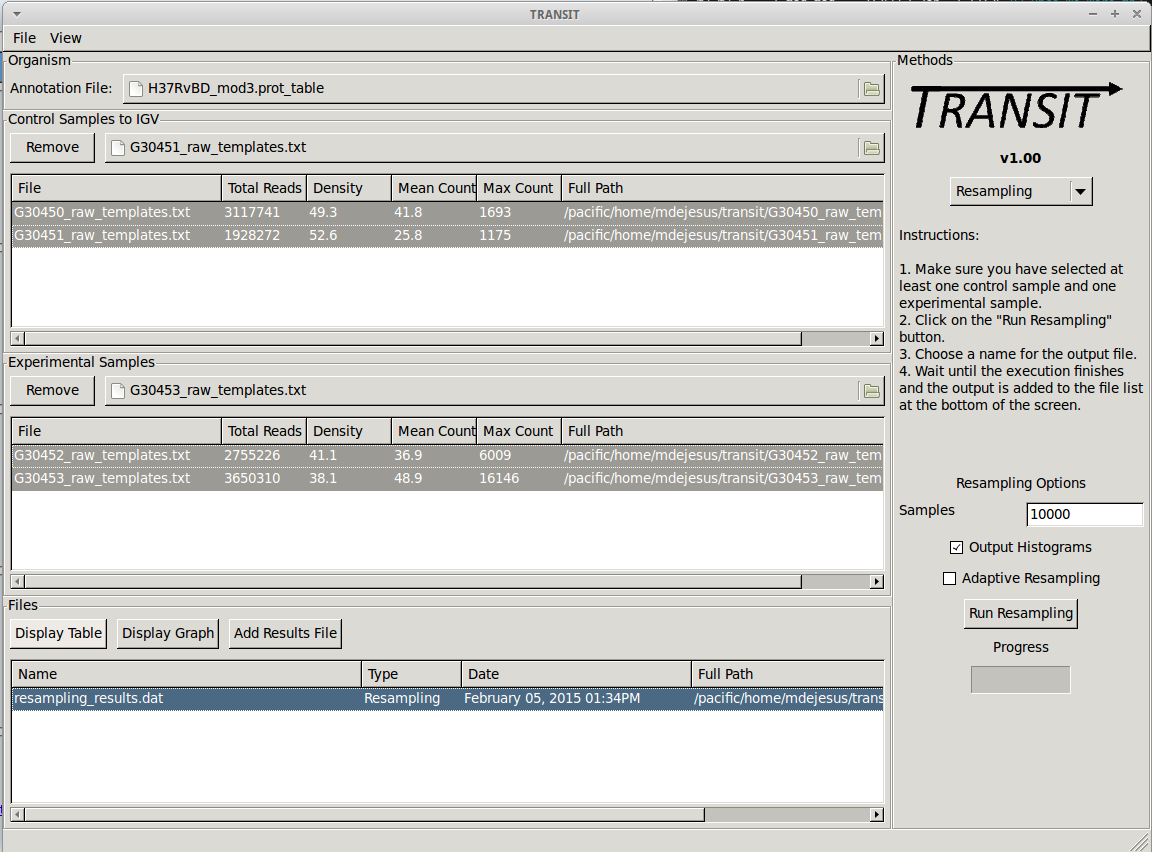 TRANSIT
File View
Organism
Annotation File: H37RvBD_mod3.prot_table
Control Samples to IGV
Remove G30451_raw_templates.txt
File Total Reads Density Mean Count Max Count Full Path
G30450_raw_templates.txt 3117741 49.3 41.8 1693 /pacific/home/mdejesus/transit/G30450_raw_tem
G30451_raw_templates.txt 1928272 52.6 25.8 1175 /pacific/home/mdejesus/transit/G30451_raw_tem
Experimental Samples
Remove G30453_raw_templates.txt
File Total Reads Density Mean Count Max Count Full Path
G30452_raw_templates.txt 2755226 41.1 36.9 6009 /pacific/home/mdejesus/transit/G30452_raw_tem
G30453_raw_templates.txt 3650310 38.1 48.9 16146 /pacific/home/mdejesus/transit/G30453_raw_tem
Files
Display Table Display Graph Add Results File
Name Type Date Full Path
resampling_results.dat Resampling February 05, 2015 01:34PM /pacific/home/mdejesus/trans
Methods
TRANSIT
v1.00
Resampling
Instructions:
1. Make sure you have selected at
least one control sample and one
experimental sample.
2. Click on the "Run Resampling"
button.
3. Choose a name for the output file.
4. Wait until the execution finishes
and the output is added to the file list
at the bottom of the screen.
Resampling Options
Samples 10000
Output Histograms
Adaptive Resampling
Run Resampling
Progress